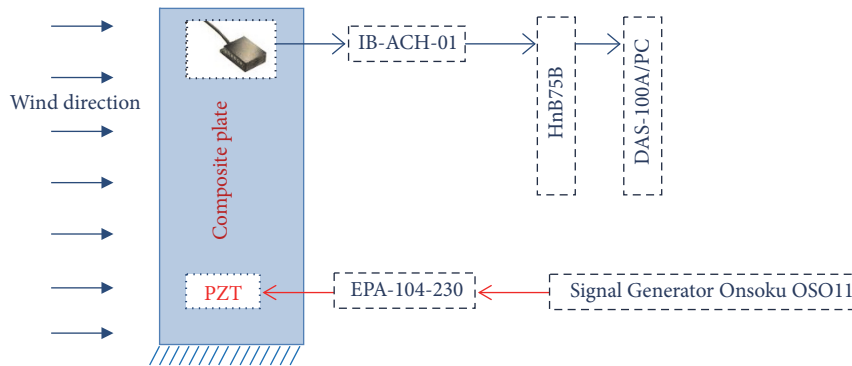 IB-ACH-01
HnB75B
DAS-100A/PC
Wind direction
Composite plate
PZT
EPA-104-230
Signal Generator Onsoku OSO11